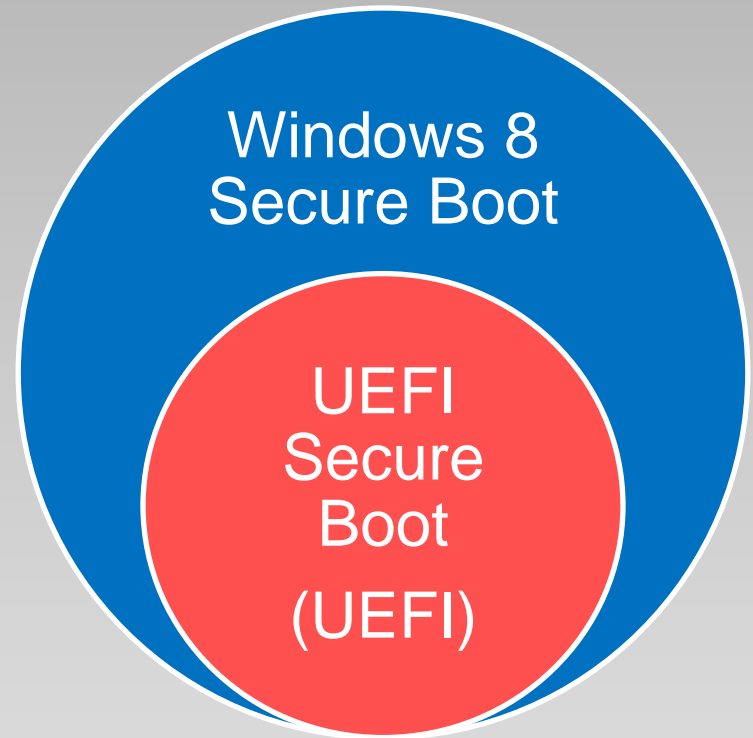 Windows 8
Secure Boot
UEFI
Secure
Boot
(UEFI)